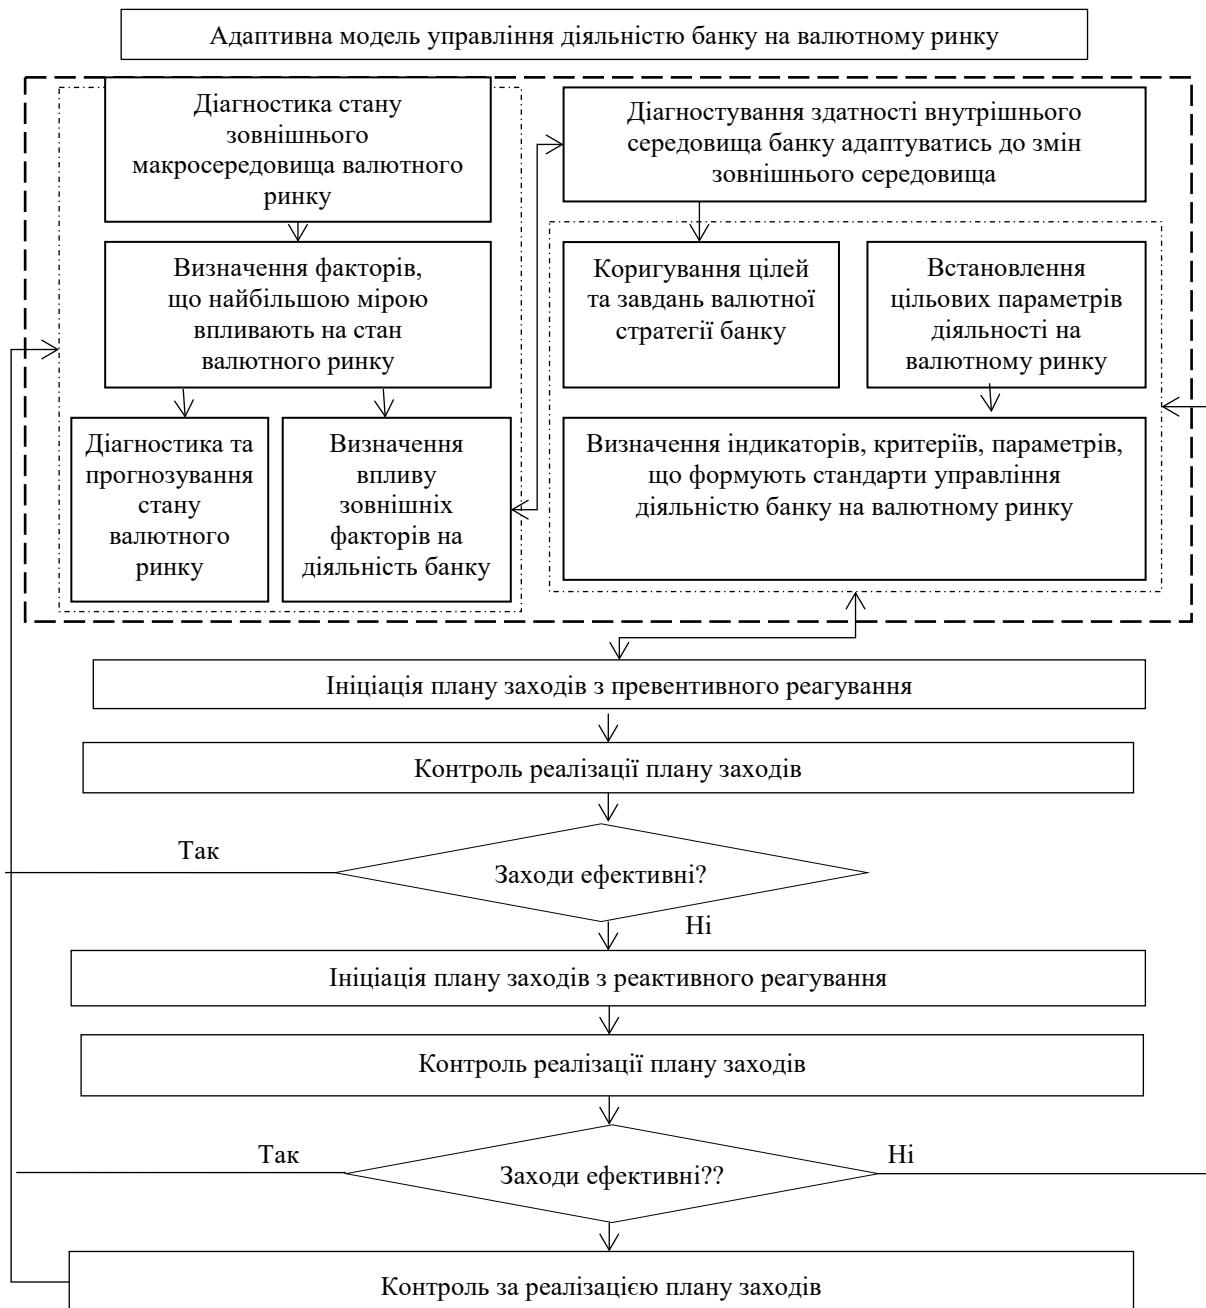 Адаптивна модель управління діяльністю банку на валютному ринку
Діагностика стану
зовнішнього
макросередовища валютного
ринку
Діагностування здатності внутрішнього
середовища банку адаптуватись до змін
зовнішнього середовища
Визначення факторів,
що найбільшою мірою
впливають на стан
валютного ринку
Коригування цілей
та завдань валютної
стратегії банку
Встановлення
цільових параметрів
діяльності на
валютному ринку
Діагностика та
прогнозування
стану
валютного
ринку
Визначення
впливу
зовнішніх
факторів на
діяльність банку
Визначення індикаторів, критеріїв, параметрів,
що формують стандарти управління
діяльністю банку на валютному ринку
Ініціація плану заходів з превентивного реагування
Контроль реалізації плану заходів
Так
Заходи ефективні?
Ні
Ініціація плану заходів з реактивного реагування
Контроль реалізації плану заходів
Так
Заходи ефективні??
Ні
Контроль за реалізацією плану заходів